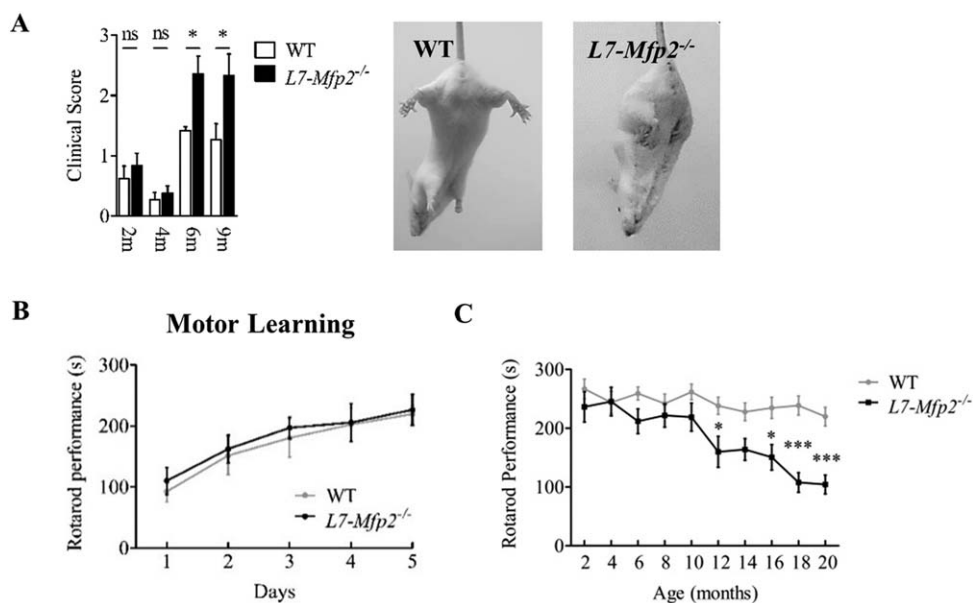 A
ns ns * *
3
2
1
0
Clinical Score
2m 4m 6m 9m
WT
L7-Mfp2-/-
WT
L7-Mfp2-/-
B
Motor Learning
Rotarod performance (s)
300
200
100
0
WT
L7-Mfp2-/-
1 2 3 4 5
Days
C
Rotarod Performance (s)
300
200
100
0
* * *** ***
2 4 6 8 10 12 14 16 18 20
Age (months)
WT
L7-Mfp2-/-